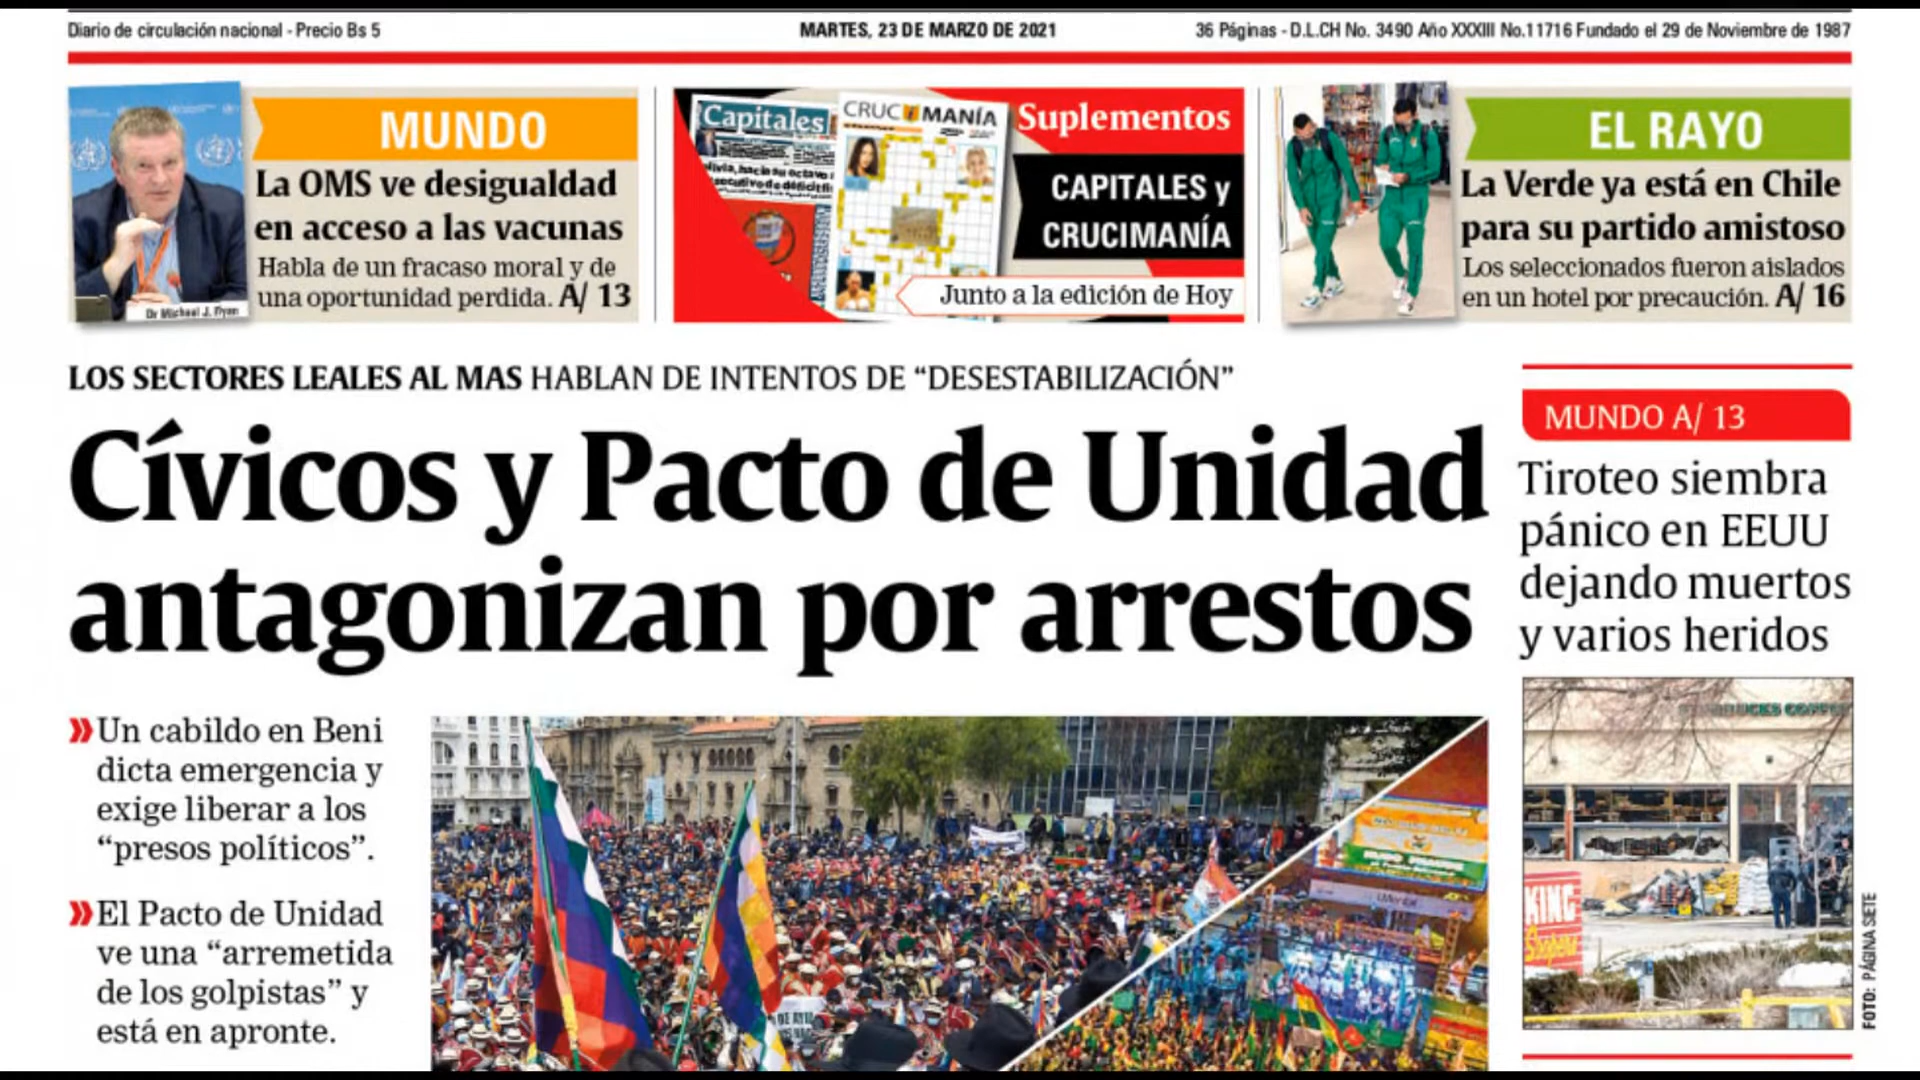 Diario de circulación nacional - Precio Bs 5
MARTES, 23 DE MARZO DE 2021
36 Páginas - D.L.CH No. 3490 Año XXXIII No.11716 Fundado el 29 de Noviembre de 1987
MUNDO
La OMS ve desigualdad
en acceso a las vacunas
Habla de un fracaso moral y de
una oportunidad perdida. A/ 13
Dr Michael J. Ryan
Capitales
CRUCIMANÍA
Suplementos
CAPITALES y
CRUCIMANÍA
Junto a la edición de Hoy
EL RAYO
La Verde ya está en Chile
para su partido amistoso
Los seleccionados fueron aislados
en un hotel por precaución. A/ 16
LOS SECTORES LEALES AL MAS HABLAN DE INTENTOS DE “DESESTABILIZACIÓN”
Cívicos y Pacto de Unidad
antagonizan por arrestos
» Un cabildo en Beni
dicta emergencia y
exige liberar a los
“presos políticos”.
» El Pacto de Unidad
ve una “arremetida
de los golpistas” y
está en apronte.
MUNDO A/ 13
Tiroteo siembra
pánico en EEUU
dejando muertos
y varios heridos
KING
Soopers
FOTO: PÁGINA SIETE